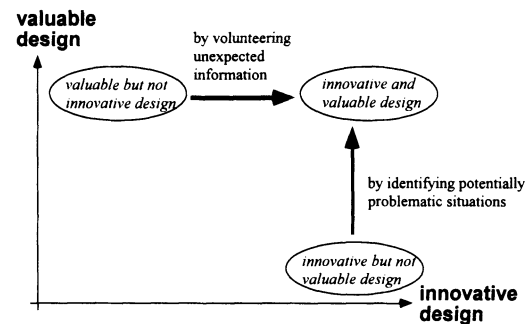 valuable
design
by volunteering
unexpected
information
valuable but not
innovative design
innovative and
valuable design
by identifying potentially
problematic situations
innovative but not
valuable design
innovative
design